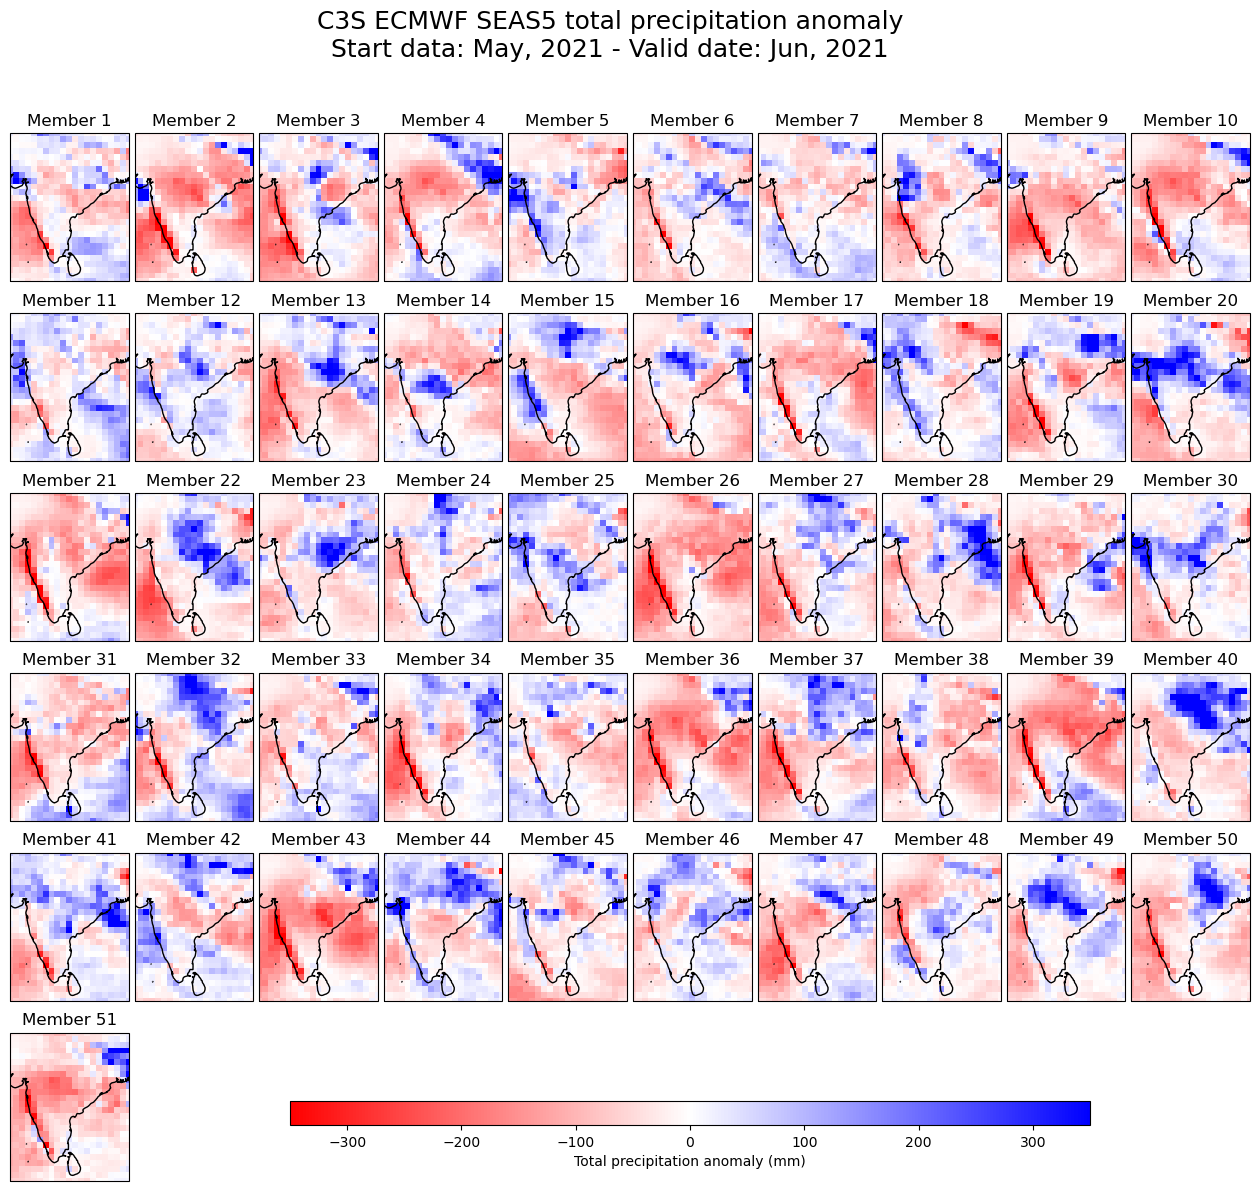 C3S ECMWF SEAS5 total precipitation anomaly
Start data: May, 2021 - Valid date: Jun, 2021
Member 1 Member 2 Member 3 Member 4 Member 5 Member 6 Member 7 Member 8 Member 9 Member 10
Member 11 Member 12 Member 13 Member 14 Member 15 Member 16 Member 17 Member 18 Member 19 Member 20
Member 21 Member 22 Member 23 Member 24 Member 25 Member 26 Member 27 Member 28 Member 29 Member 30
Member 31 Member 32 Member 33 Member 34 Member 35 Member 36 Member 37 Member 38 Member 39 Member 40
Member 41 Member 42 Member 43 Member 44 Member 45 Member 46 Member 47 Member 48 Member 49 Member 50
Member 51
−300 −200 −100 0 100 200 300
Total precipitation anomaly (mm)